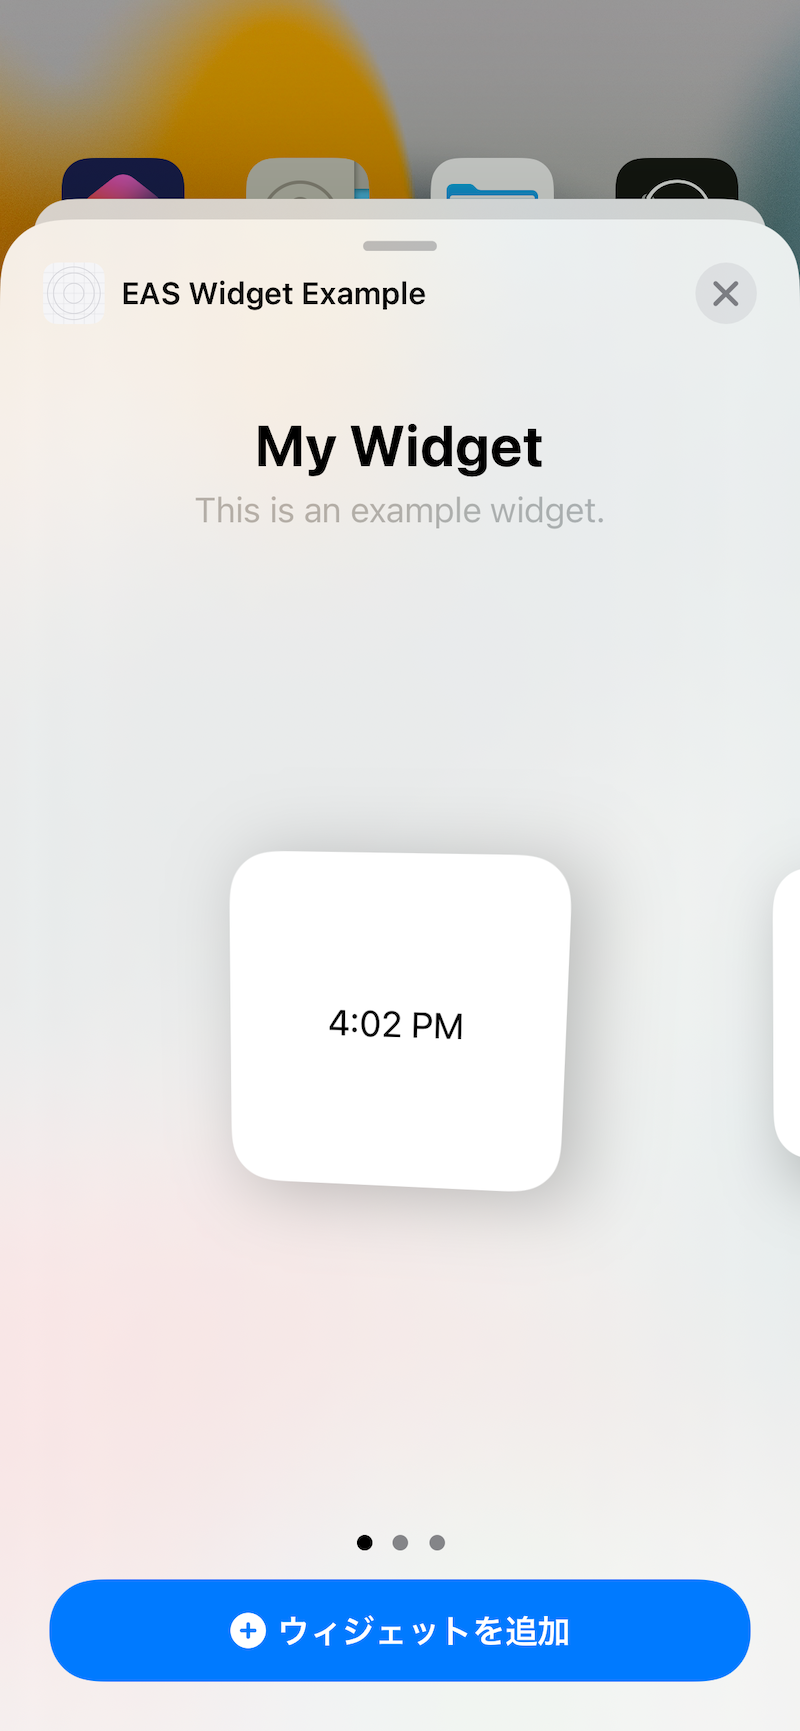 EAS Widget Example
My Widget
This is an example widget.
4:02 PM
ウィジェットを追加